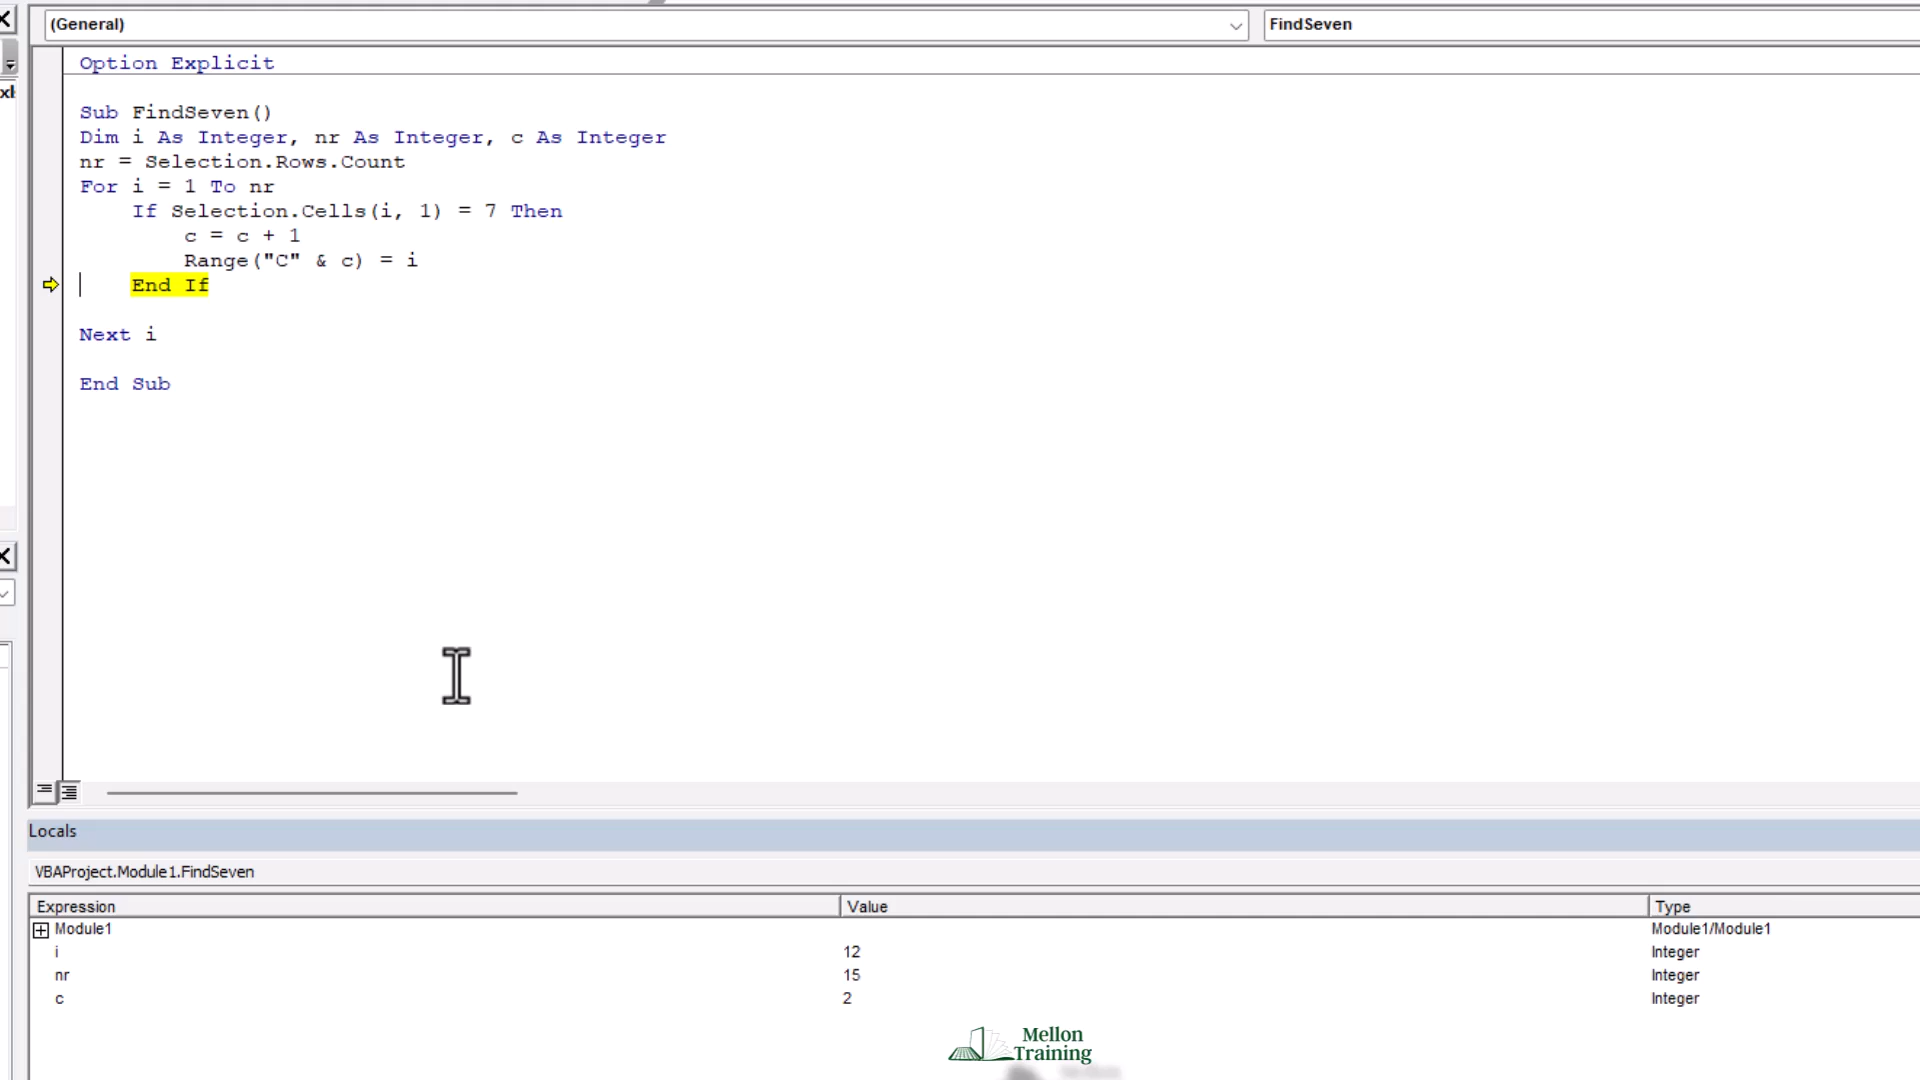 (General)
FindSeven
Option Explicit
Sub FindSeven()
Dim i As Integer, nr As Integer, c As Integer
nr = Selection.Rows.Count
For i = 1 To nr
If Selection.Cells(i, 1) = 7 Then
c = c + 1
Range("C" & c) = i
End If
Next i
End Sub
Locals
VBAProject.Module1.FindSeven
Expression Value Type
Module1 Module1/Module1
i 12 Integer
nr 15 Integer
c 2 Integer
Mellon
Training